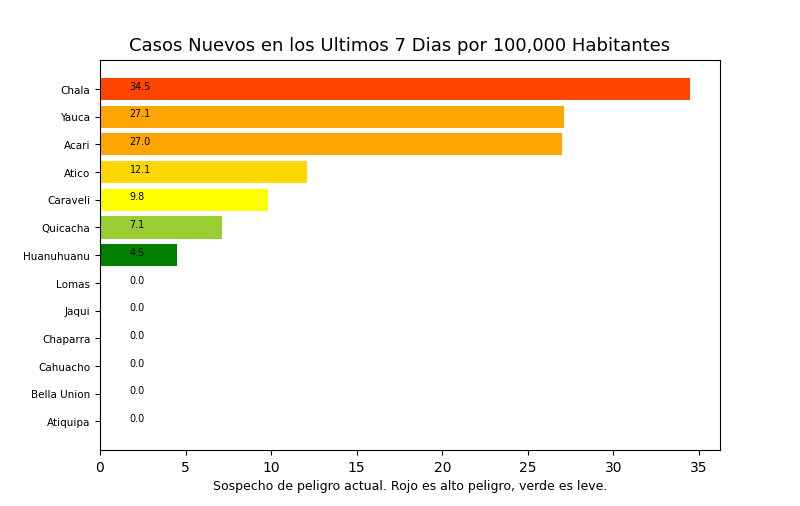 Casos Nuevos en los Ultimos 7 Dias por 100,000 Habitantes
Chala 34.5
Yauca 27.1
Acari 27.0
Atico 12.1
Caraveli 9.8
Quicacha 7.1
Huanuhuanu 4.5
Lomas 0.0
Jaqui 0.0
Chaparra 0.0
Cahuacho 0.0
Bella Union 0.0
Atiquipa 0.0
0 5 10 15 20 25 30 35
Sospecho de peligro actual. Rojo es alto peligro, verde es leve.